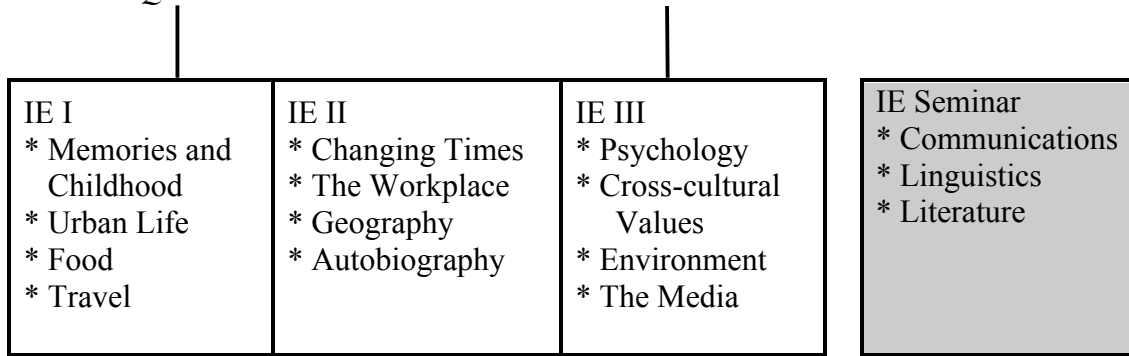 IE I
* Memories and
Childhood
* Urban Life
* Food
* Travel
IE II
* Changing Times
* The Workplace
* Geography
* Autobiography
IE III
* Psychology
* Cross-cultural
Values
* Environment
* The Media
IE Seminar
* Communications
* Linguistics
* Literature